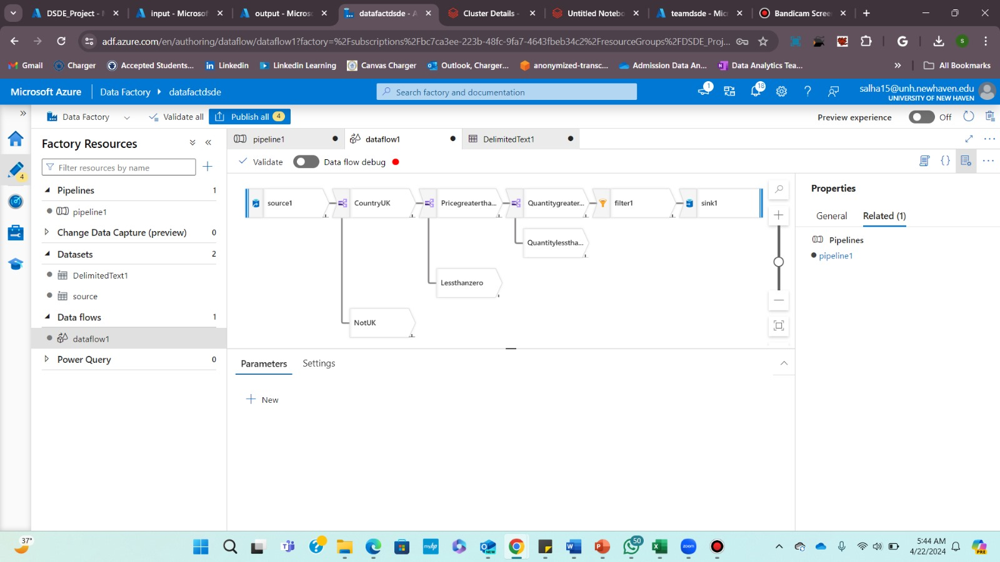 DSDE_Project - M
input - Microsof
output - Microso
datafactdsde - A
Cluster Details -
Untitled Notebo
teamdsde - Mic
Bandicam Scree
adf.azure.com/en/authoring/dataflow/dataflow1?factory=%2Fsubscriptions%2Fbc7ca3ee-223b-48fc-9fa7-4643fbeb34c2%2FresourceGroups%2FDSDE_Proj...
G
S
Gmail
Charger
Accepted Students...
Linkedin
Linkedin Learning
Canvas Charger
Outlook, Charger...
anonymized-transc...
Admission Data An...
Data Analytics Tea...
All Bookmarks
Microsoft Azure
Data Factory
datafactdsde
Search factory and documentation
1
18
salha15@unh.newhaven.edu
UNIVERSITY OF NEW HAVEN
Data Factory
Validate all
Publish all 4
Preview experience
Off
4
Factory Resources
Filter resources by name
Pipelines 1
pipeline1
Change Data Capture (preview) 0
Datasets 2
DelimitedText1
source
Data flows 1
dataflow1
Power Query 0
pipeline1
dataflow1
DelimitedText1
Validate
Data flow debug
source1
CountryUK
Pricegreatertha...
Quantitygreater...
filter1
sink1
Quantitylesstha...
Lessthanzero
NotUK
Parameters
Settings
New
Properties
General
Related (1)
Pipelines
pipeline1
37°
myhp
NEW
50
zoom
5:44 AM
4/22/2024
PRE